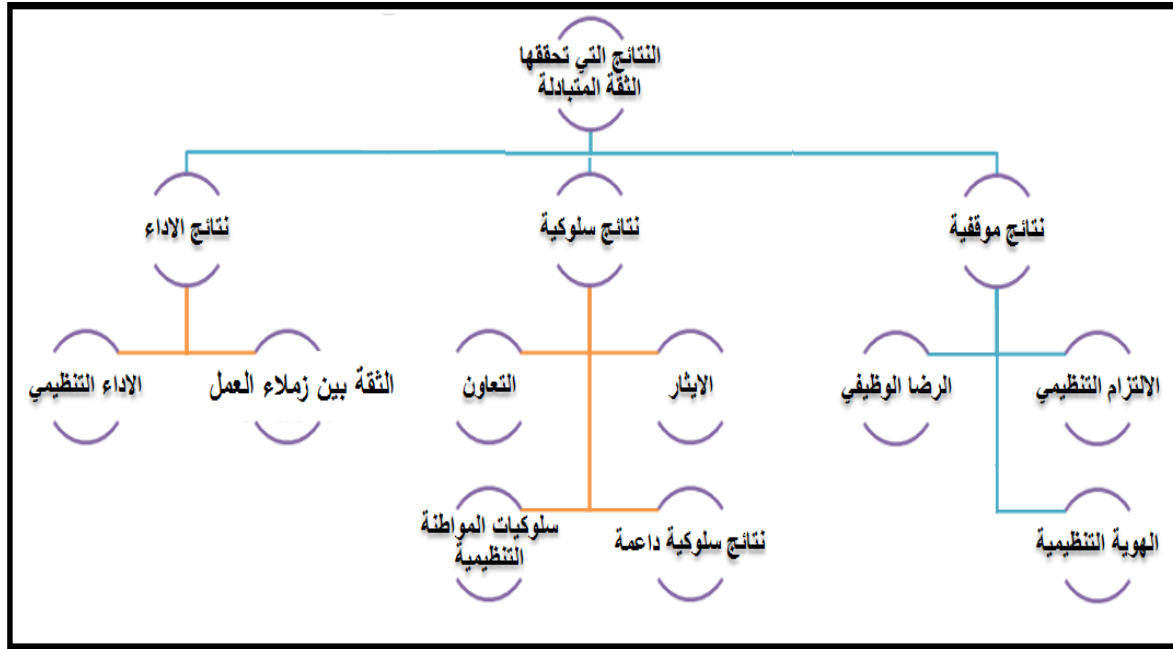 النتائج التي تحققها
الثقة المتبادلة
نتائج موقفية
نتائج سلوكية
نتائج الاداء
الالتزام التنظيمي
الرضا الوظيفي
الايثار
التعاون
الثقة بين زملاء العمل
الاداء التنظيمي
الهوية التنظيمية
نتائج سلوكية داعمة
سلوكيات المواطنة
التنظيمية